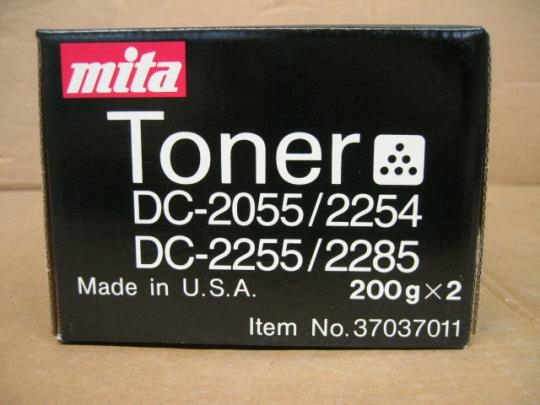 mita
Toner
DC-2055/2254
DC-2255/2285
Made in U.S.A. 200g×2
Item No.37037011